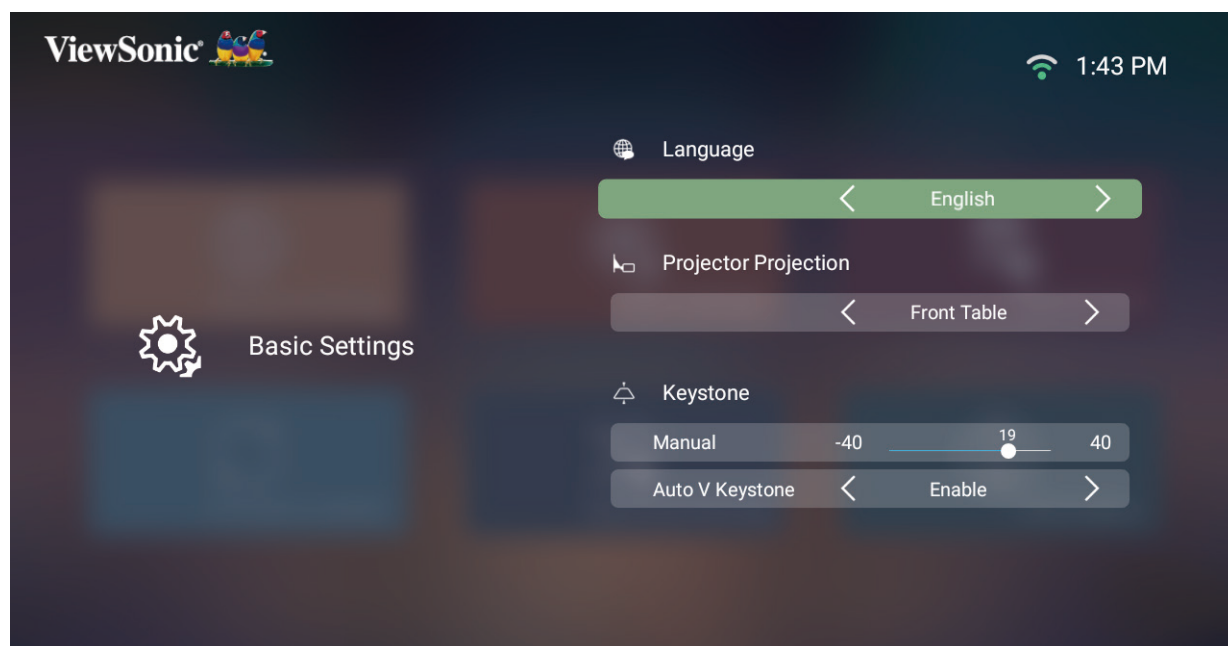 ViewSonic®
1:43 PM
Language
English
Projector Projection
Front Table
Basic Settings
Keystone
Manual -40 19 40
Auto V Keystone Enable